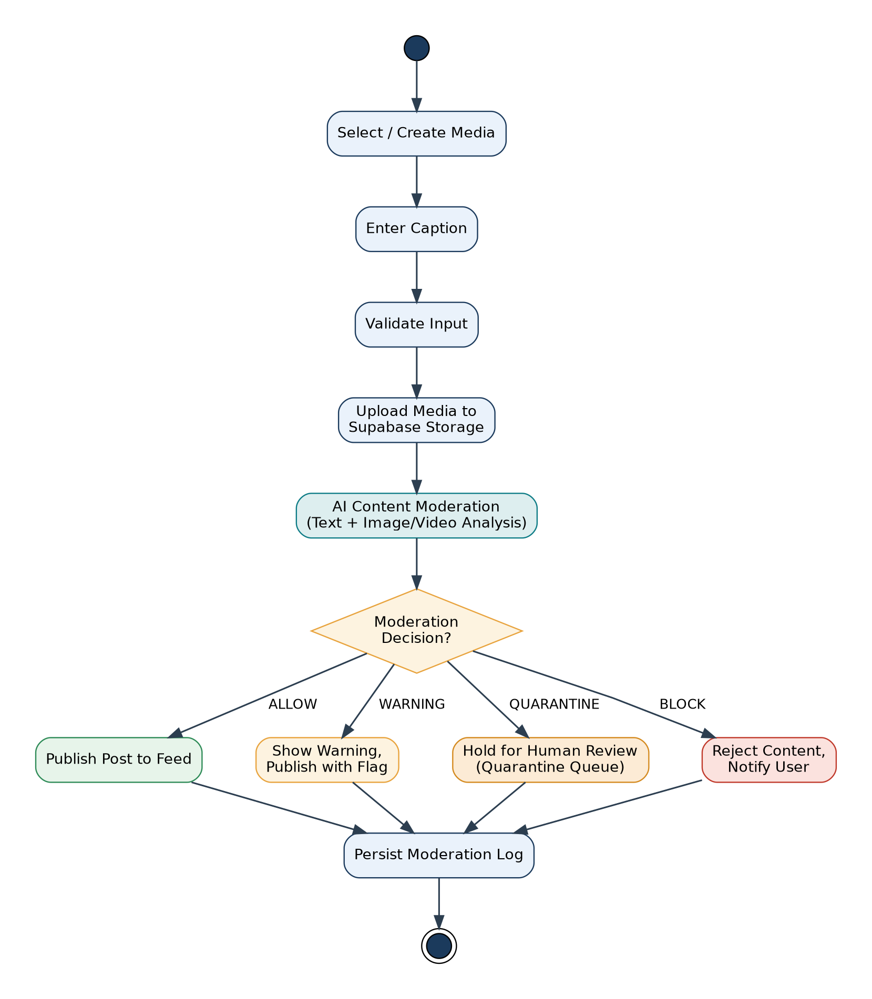 Select / Create Media
Enter Caption
Validate Input
Upload Media to
Supabase Storage
AI Content Moderation
(Text + Image/Video Analysis)
Moderation
Decision?
ALLOW
WARNING
QUARANTINE
BLOCK
Publish Post to Feed
Show Warning,
Publish with Flag
Hold for Human Review
(Quarantine Queue)
Reject Content,
Notify User
Persist Moderation Log